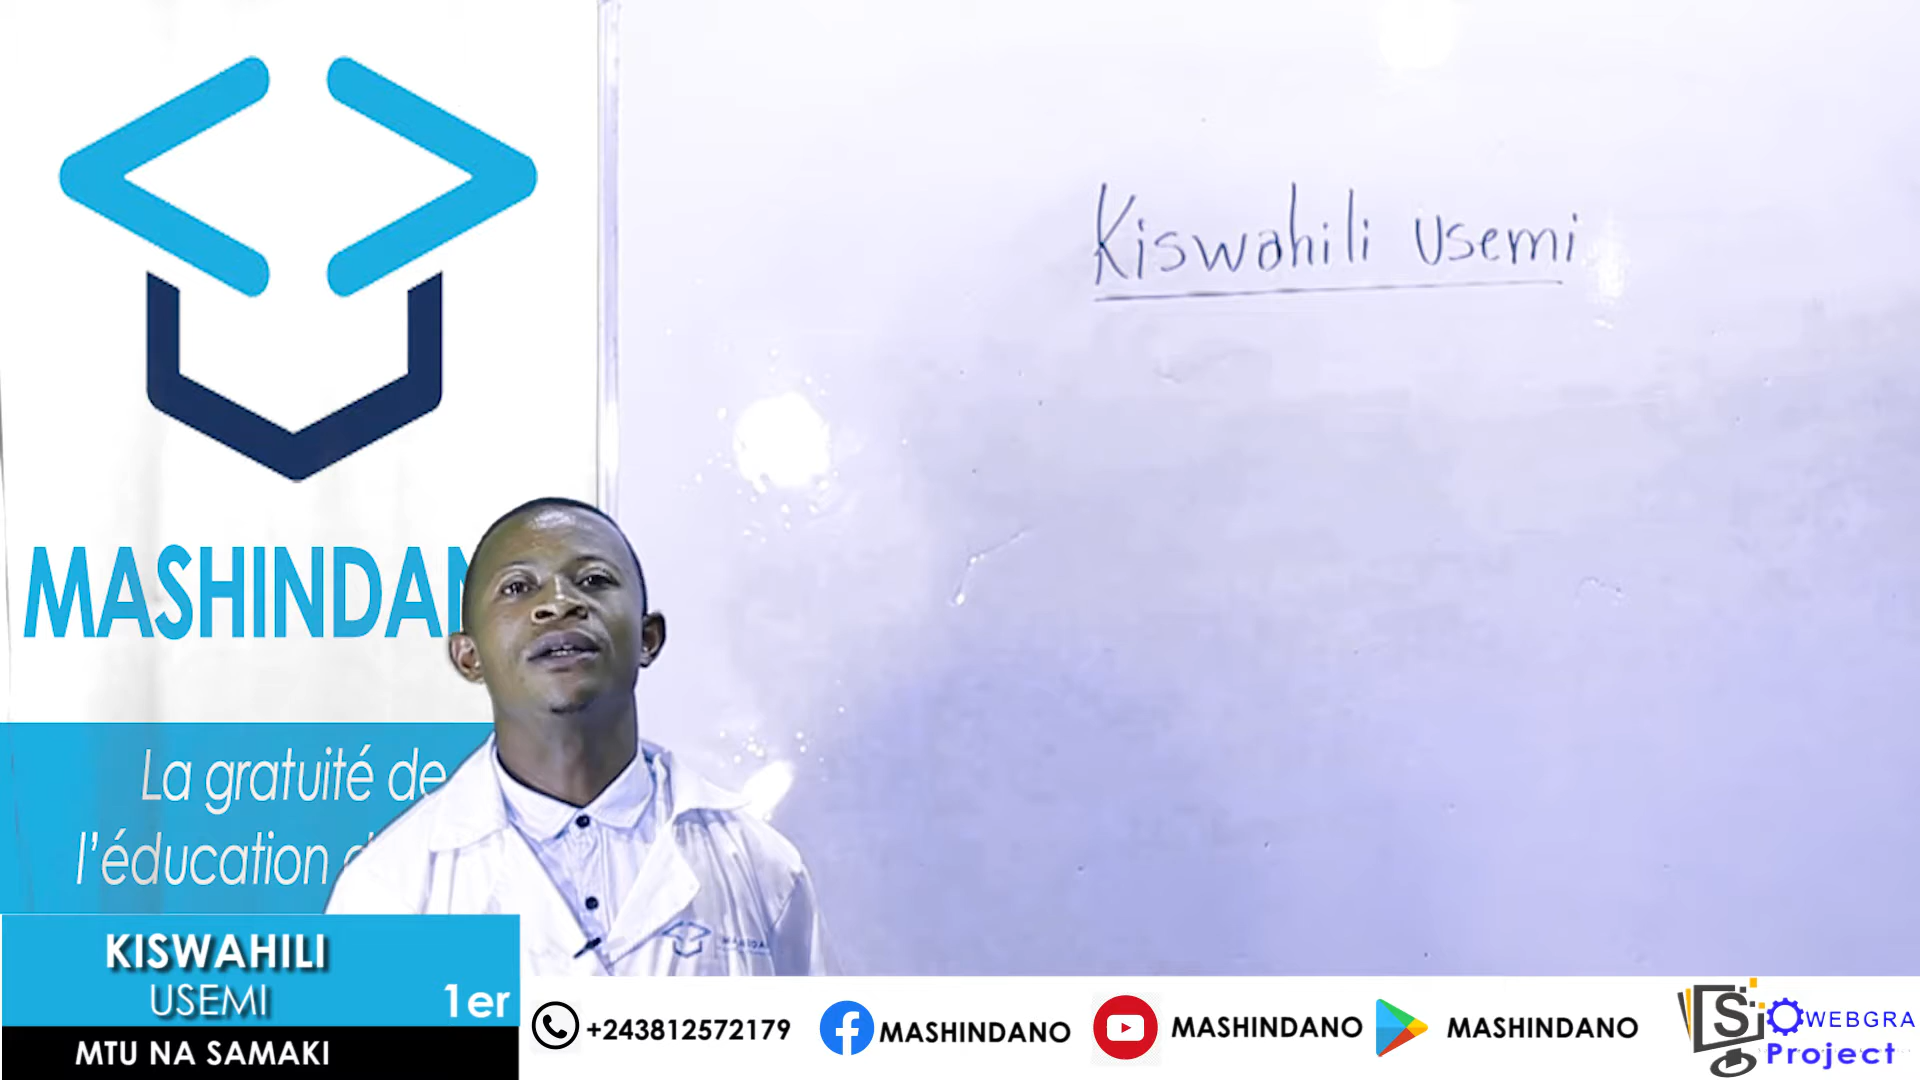 Kiswahili Usemi
MASHINDAN
La gratuité de
l'éducation
KISWAHILI
USEMI
1er
MTU NA SAMAKI
+243812572179
MASHINDANO
MASHINDANO
MASHINDANO
WEBGRA
Project